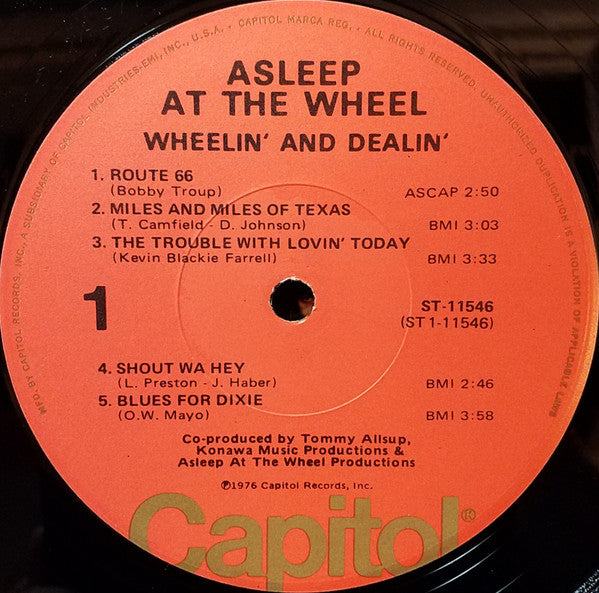 MFD. BY CAPITOL RECORDS, INC., A SUBSIDIARY OF CAPITOL INDUSTRIES-EMI, INC., U.S.A. · CAPITOL MARCA REG. · ALL RIGHTS RESERVED. UNAUTHORIZED DUPLICATION IS A VIOLATION OF APPLICABLE LAWS
ASLEEP
AT THE WHEEL
WHEELIN' AND DEALIN'
1. ROUTE 66
(Bobby Troup) ASCAP 2:50
2. MILES AND MILES OF TEXAS
(T. Camfield - D. Johnson) BMI 3:03
3. THE TROUBLE WITH LOVIN' TODAY
(Kevin Blackie Farrell) BMI 3:33
1
ST-11546
(ST1-11546)
4. SHOUT WA HEY
(L. Preston - J. Haber) BMI 2:46
5. BLUES FOR DIXIE
(O.W. Mayo) BMI 3:58
Co-produced by Tommy Allsup,
Konawa Music Productions &
Asleep At The Wheel Productions
℗1976 Capitol Records, Inc.
Capitol®